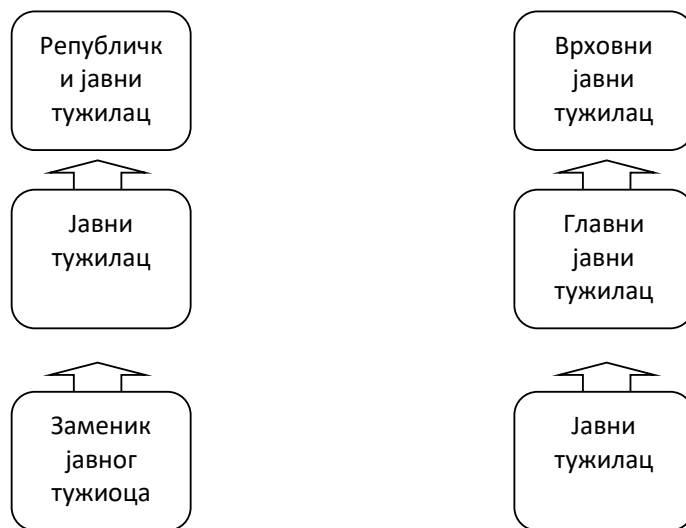 Републичк
и јавни
тужилац
Врховни
јавни
тужилац
Јавни
тужилац
Главни
јавни
тужилац
Заменик
јавног
тужиоца
Јавни
тужилац